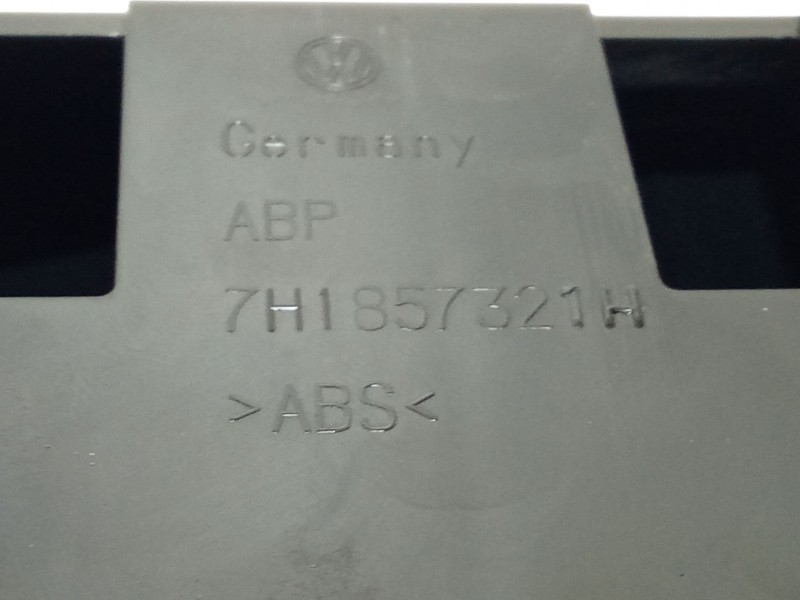 Germany
ABP
7H1857321H
>ABS<